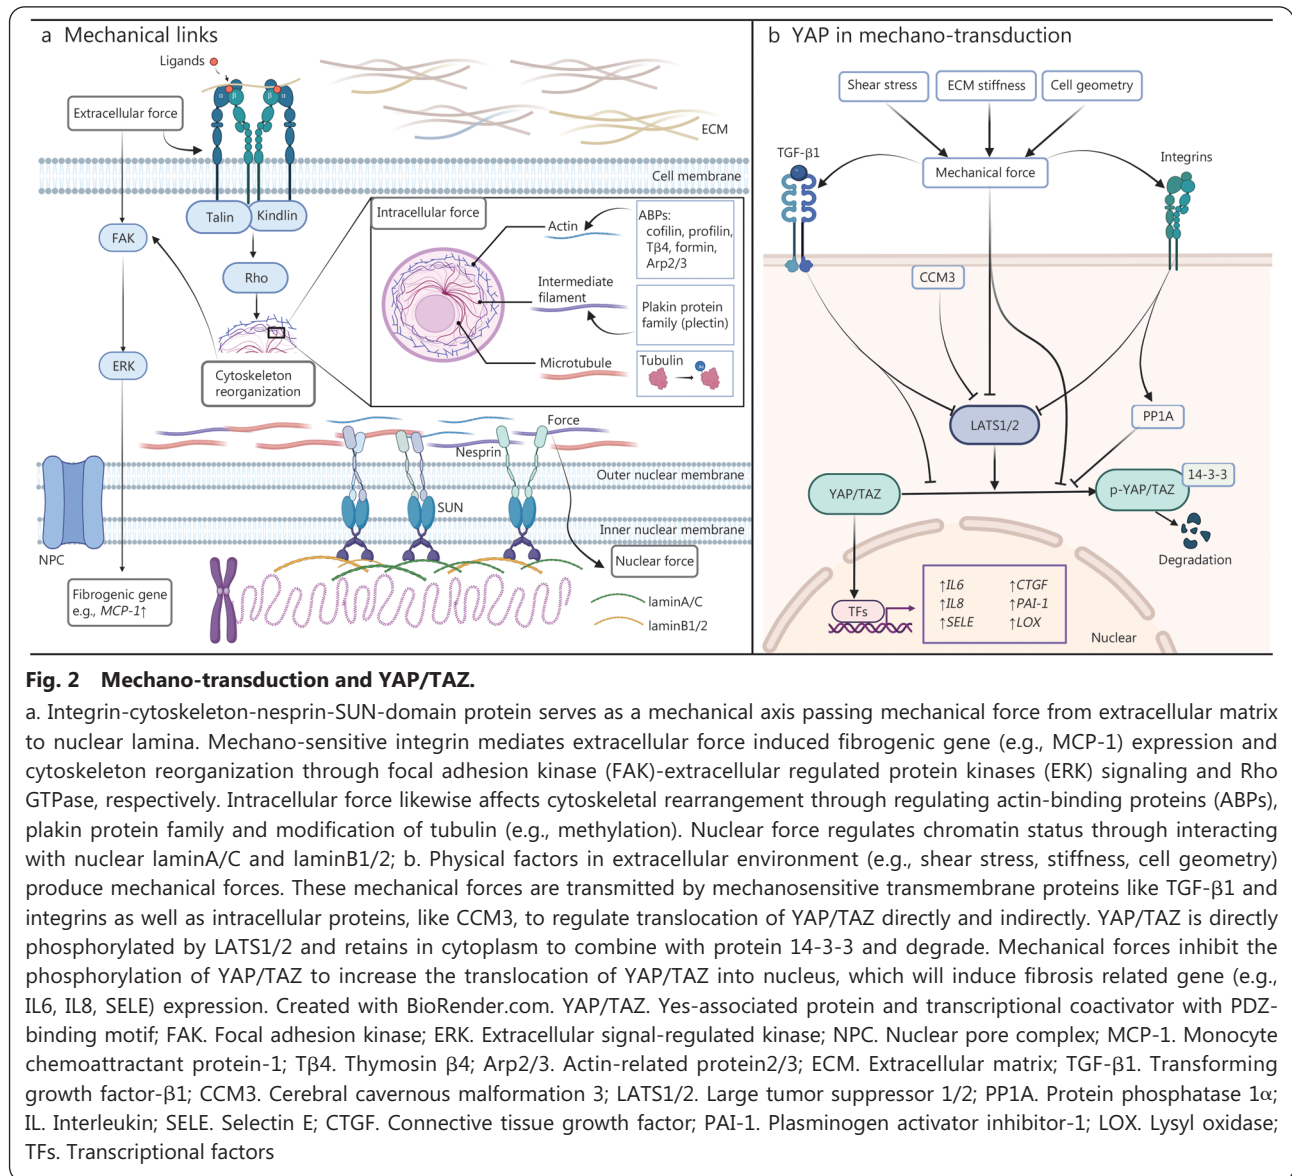 a Mechanical links
Ligands
α β β α
Extracellular force
ECM
Cell membrane
Talin
Kindlin
FAK
Rho
ERK
Cytoskeleton
reorganization
Intracellular force
Actin
ABPs:
cofilin, profilin,
Tβ4, formin,
Arp2/3
Intermediate
filament
Plakin protein
family (plectin)
Microtubule
Tubulin
Force
Nesprin
Outer nuclear membrane
SUN
Inner nuclear membrane
NPC
Nuclear force
Fibrogenic gene
e.g., MCP-1↑
laminA/C
laminB1/2
b YAP in mechano-transduction
Shear stress
ECM stiffness
Cell geometry
TGF-β1
Mechanical force
Integrins
CCM3
LATS1/2
PP1A
14-3-3
YAP/TAZ
p-YAP/TAZ
Degradation
TFs
↑IL6 ↑CTGF
↑IL8 ↑PAI-1
↑SELE ↑LOX
Nuclear
Fig. 2 Mechano-transduction and YAP/TAZ.
a. Integrin-cytoskeleton-nesprin-SUN-domain protein serves as a mechanical axis passing mechanical force from extracellular matrix
to nuclear lamina. Mechano-sensitive integrin mediates extracellular force induced fibrogenic gene (e.g., MCP-1) expression and
cytoskeleton reorganization through focal adhesion kinase (FAK)-extracellular regulated protein kinases (ERK) signaling and Rho
GTPase, respectively. Intracellular force likewise affects cytoskeletal rearrangement through regulating actin-binding proteins (ABPs),
plakin protein family and modification of tubulin (e.g., methylation). Nuclear force regulates chromatin status through interacting
with nuclear laminA/C and laminB1/2; b. Physical factors in extracellular environment (e.g., shear stress, stiffness, cell geometry)
produce mechanical forces. These mechanical forces are transmitted by mechanosensitive transmembrane proteins like TGF-β1 and
integrins as well as intracellular proteins, like CCM3, to regulate translocation of YAP/TAZ directly and indirectly. YAP/TAZ is directly
phosphorylated by LATS1/2 and retains in cytoplasm to combine with protein 14-3-3 and degrade. Mechanical forces inhibit the
phosphorylation of YAP/TAZ to increase the translocation of YAP/TAZ into nucleus, which will induce fibrosis related gene (e.g.,
IL6, IL8, SELE) expression. Created with BioRender.com. YAP/TAZ. Yes-associated protein and transcriptional coactivator with PDZ-
binding motif; FAK. Focal adhesion kinase; ERK. Extracellular signal-regulated kinase; NPC. Nuclear pore complex; MCP-1. Monocyte
chemoattractant protein-1; Tβ4. Thymosin β4; Arp2/3. Actin-related protein2/3; ECM. Extracellular matrix; TGF-β1. Transforming
growth factor-β1; CCM3. Cerebral cavernous malformation 3; LATS1/2. Large tumor suppressor 1/2; PP1A. Protein phosphatase 1α;
IL. Interleukin; SELE. Selectin E; CTGF. Connective tissue growth factor; PAI-1. Plasminogen activator inhibitor-1; LOX. Lysyl oxidase;
TFs. Transcriptional factors